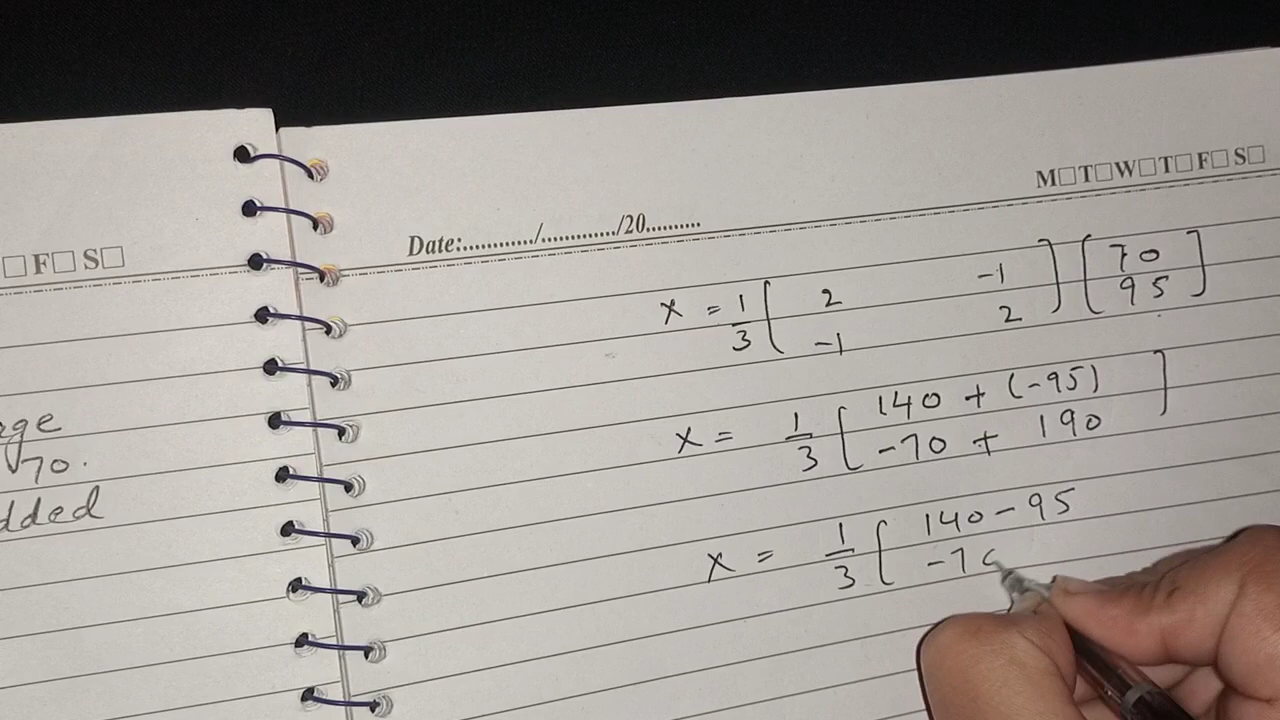 F□ S□
70.
dded
M□T□W□T□F□S□
Date:............/............/20..........
X = 1/3 [2 -1; -1 2] [70; 95]
X = 1/3 [140 + (-95); -70 + 190]
X = 1/3 [140 - 95; -70